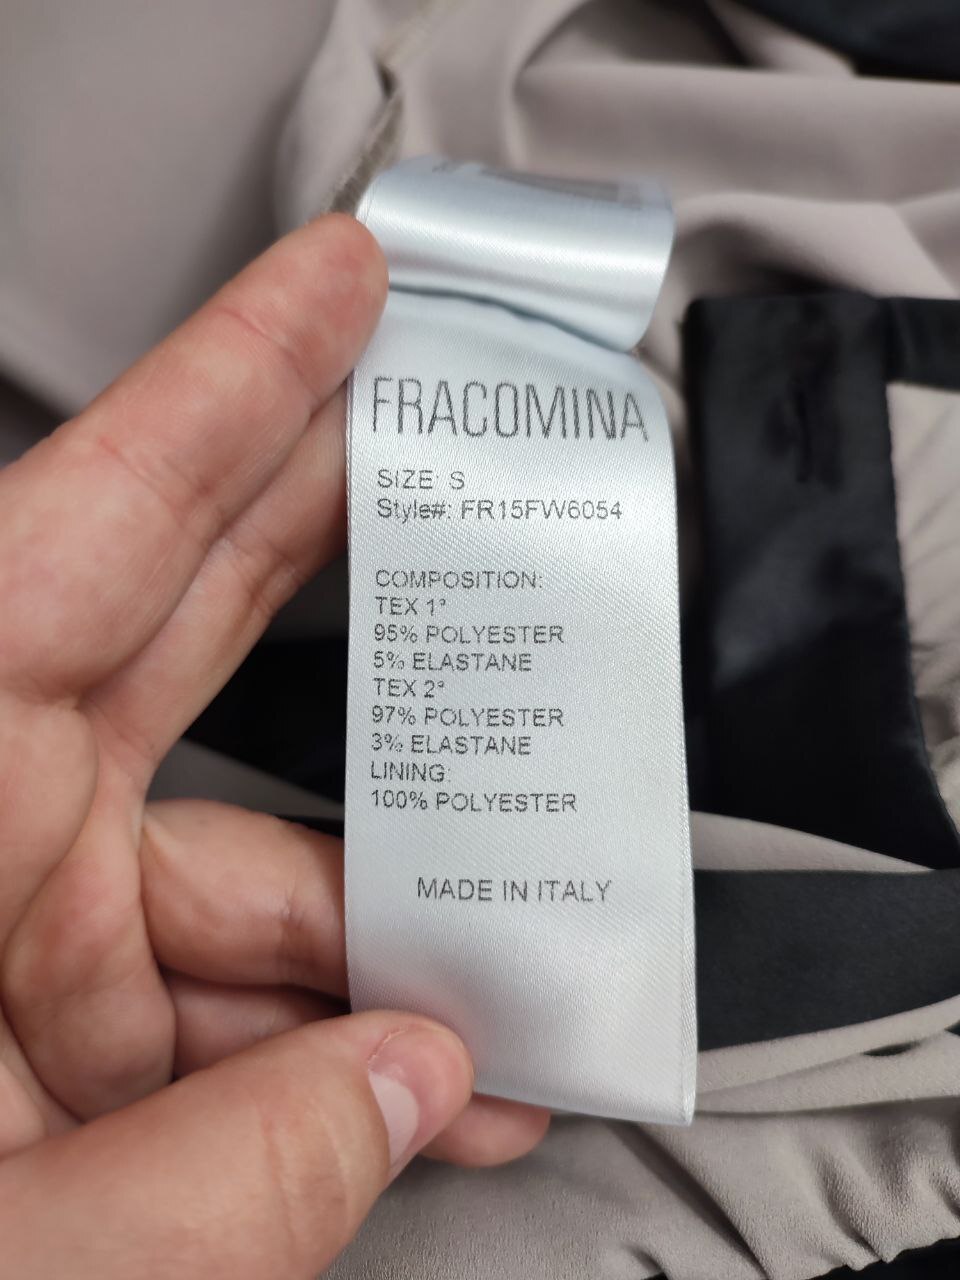 FRACOMINA
SIZE: S
Style#: FR15FW6054
COMPOSITION:
TEX 1°
95% POLYESTER
5% ELASTANE
TEX 2°
97% POLYESTER
3% ELASTANE
LINING:
100% POLYESTER
MADE IN ITALY